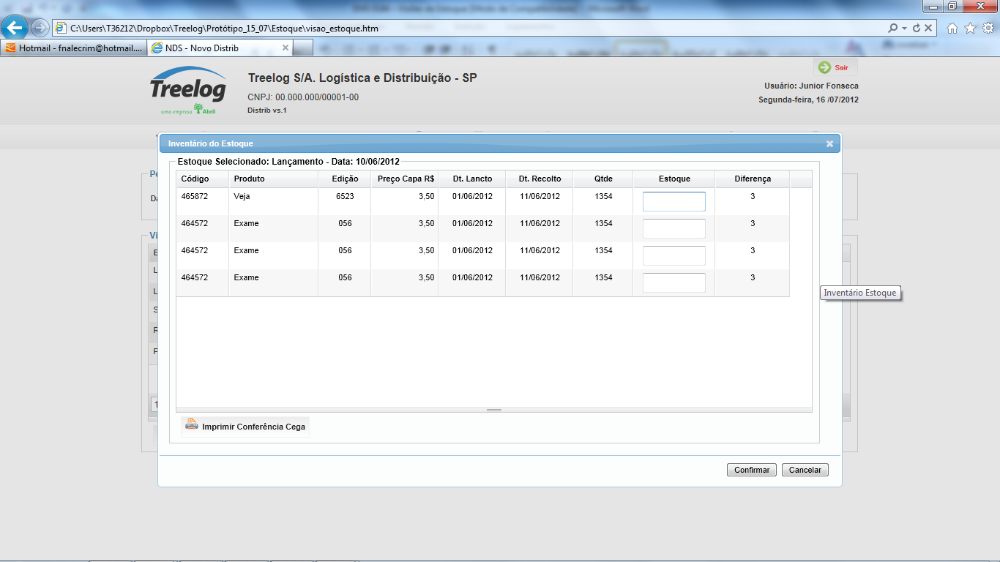 C:\Users\T36212\Dropbox\Treelog\Protótipo_15_07\Estoque\visao_estoque.htm
Hotmail - fnalecrim@hotmail....
NDS - Novo Distrib
Treelog
uma empresa Abril
Treelog S/A. Logística e Distribuição - SP
CNPJ: 00.000.000/00001-00
Distrib vs.1
Sair
Usuário: Junior Fonseca
Segunda-feira, 16 /07/2012
Inventário do Estoque
Estoque Selecionado: Lançamento - Data: 10/06/2012
Código Produto Edição Preço Capa R$ Dt. Lancto Dt. Recolto Qtde Estoque Diferença
465872 Veja 6523 3,50 01/06/2012 11/06/2012 1354 3
464572 Exame 056 3,50 01/06/2012 11/06/2012 1354 3
464572 Exame 056 3,50 01/06/2012 11/06/2012 1354 3
464572 Exame 056 3,50 01/06/2012 11/06/2012 1354 3
Inventário Estoque
Imprimir Conferência Cega
Confirmar Cancelar